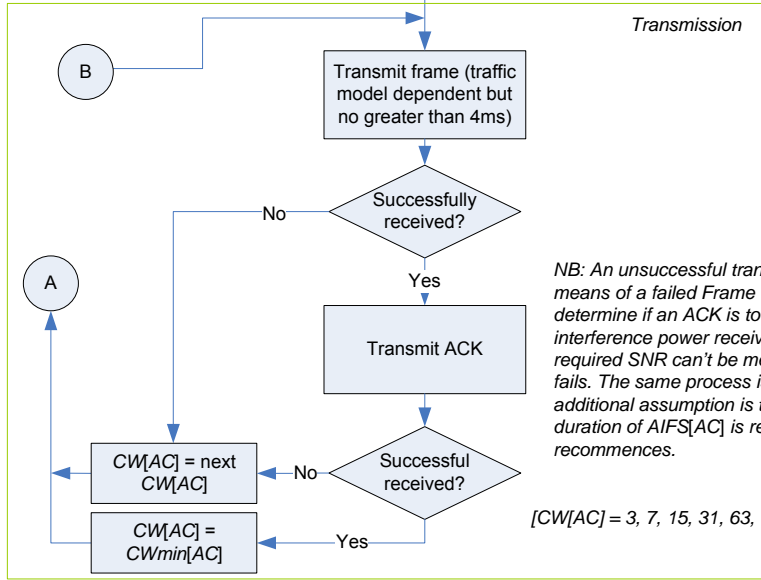 Transmission
B
Transmit frame (traffic
model dependent but
no greater than 4ms)
Successfully
received?
No
Yes
A
Transmit ACK
NB: An unsuccessful tran
means of a failed Frame
determine if an ACK is to
interference power receiv
required SNR can't be me
fails. The same process i
additional assumption is t
duration of AIFS[AC] is re
recommences.
Successful
received?
No
CW[AC] = next
CW[AC]
Yes
CW[AC] =
CWmin[AC]
[CW[AC] = 3, 7, 15, 31, 63,